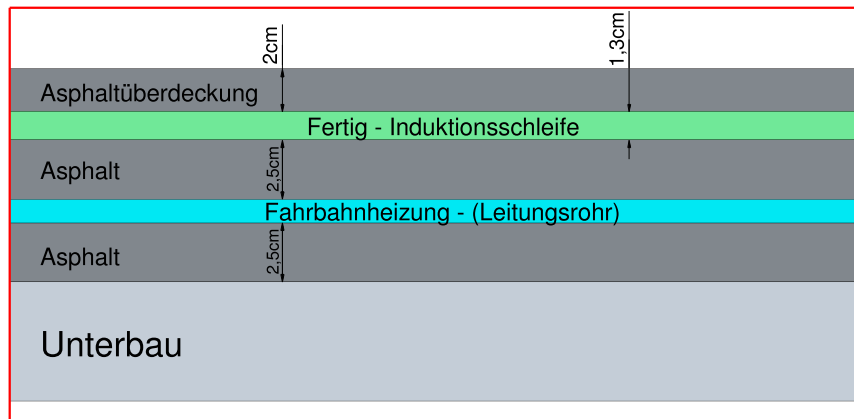 2cm
1,3cm
Asphaltüberdeckung
Fertig - Induktionsschleife
Asphalt
2,5cm
Fahrbahnheizung - (Leitungsrohr)
Asphalt
2,5cm
Unterbau